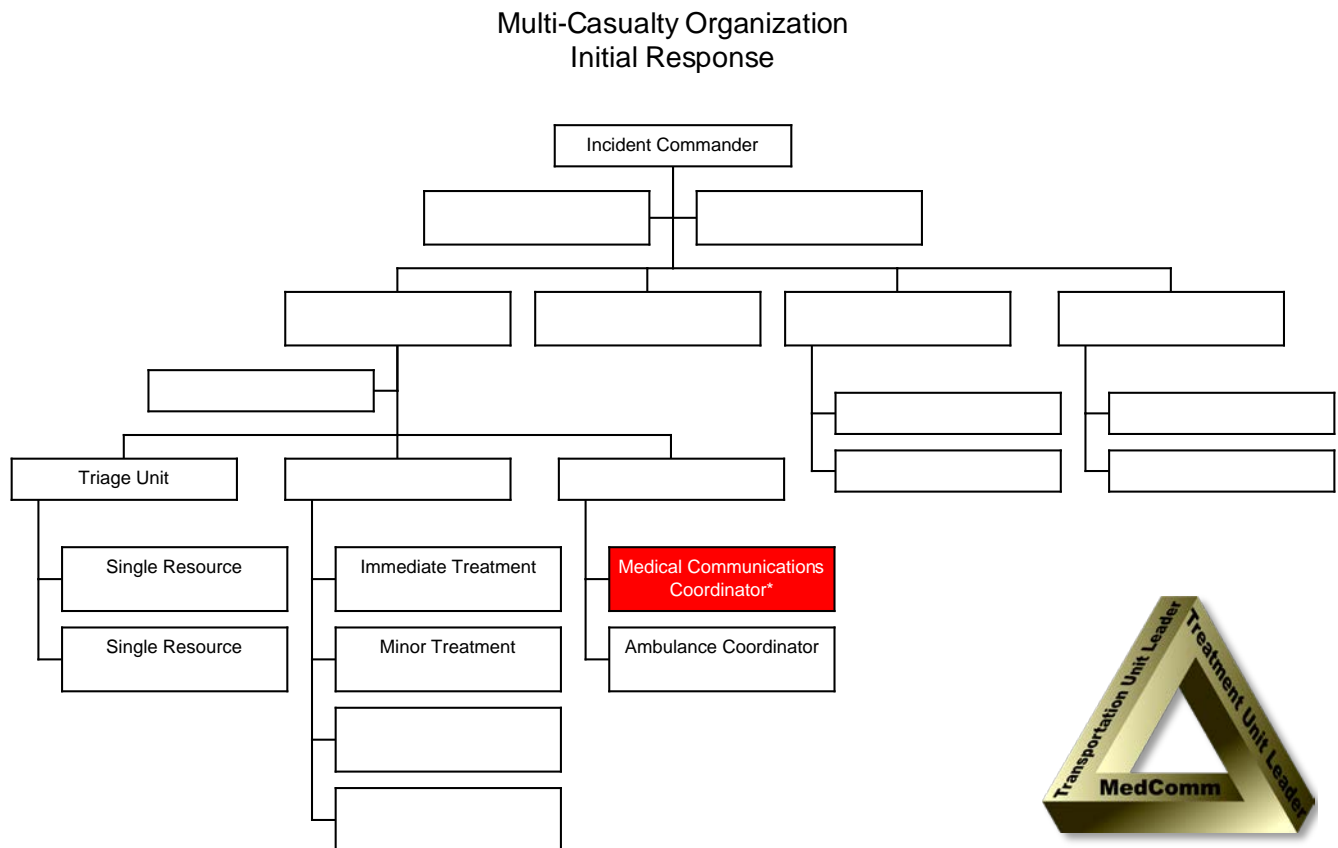 Multi-Casualty Organization
Initial Response
Incident Commander
Triage Unit
Single Resource
Immediate Treatment
Medical Communications
Coordinator*
Single Resource
Minor Treatment
Ambulance Coordinator
Transportation Unit Leader
Treatment Unit Leader
MedComm